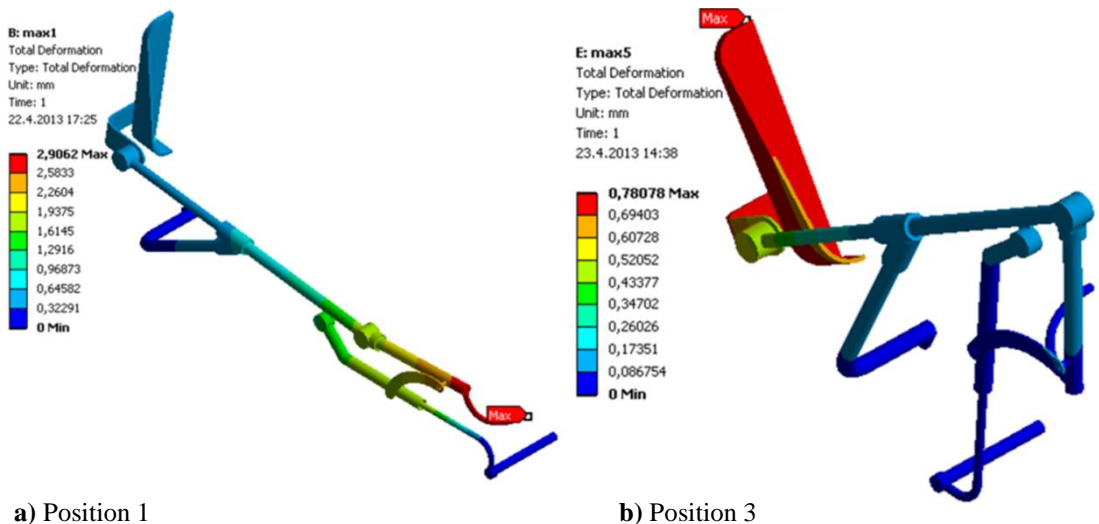 B: max1
Total Deformation
Type: Total Deformation
Unit: mm
Time: 1
22.4.2013 17:25
2,9062 Max
2,5833
2,2604
1,9375
1,6145
1,2916
0,96873
0,64582
0,32291
0 Min
Max
a) Position 1
Max
E: max5
Total Deformation
Type: Total Deformation
Unit: mm
Time: 1
23.4.2013 14:38
0,78078 Max
0,69403
0,60728
0,52052
0,43377
0,34702
0,26026
0,17351
0,086754
0 Min
b) Position 3